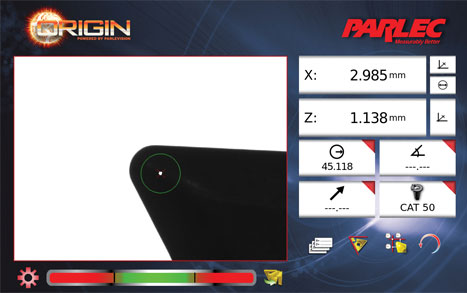 ORIGIN
POWERED BY PARLEVISION
PARLEC
Measurably Better
X: 2.985 mm
Z: 1.138 mm
45.118
---.---
---.---
CAT 50